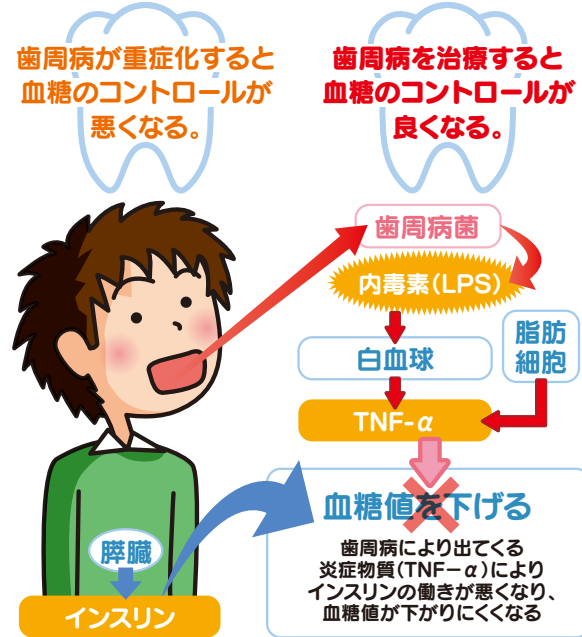 歯周病が重症化すると
血糖のコントロールが
悪くなる。
歯周病を治療すると
血糖のコントロールが
良くなる。
歯周病菌
内毒素(LPS)
白血球
脂肪
細胞
TNF-α
血糖値を下げる
歯周病により出てくる
炎症物質(TNF-α)により
インスリンの働きが悪くなり、
血糖値が下がりにくくなる
膵臓
インスリン